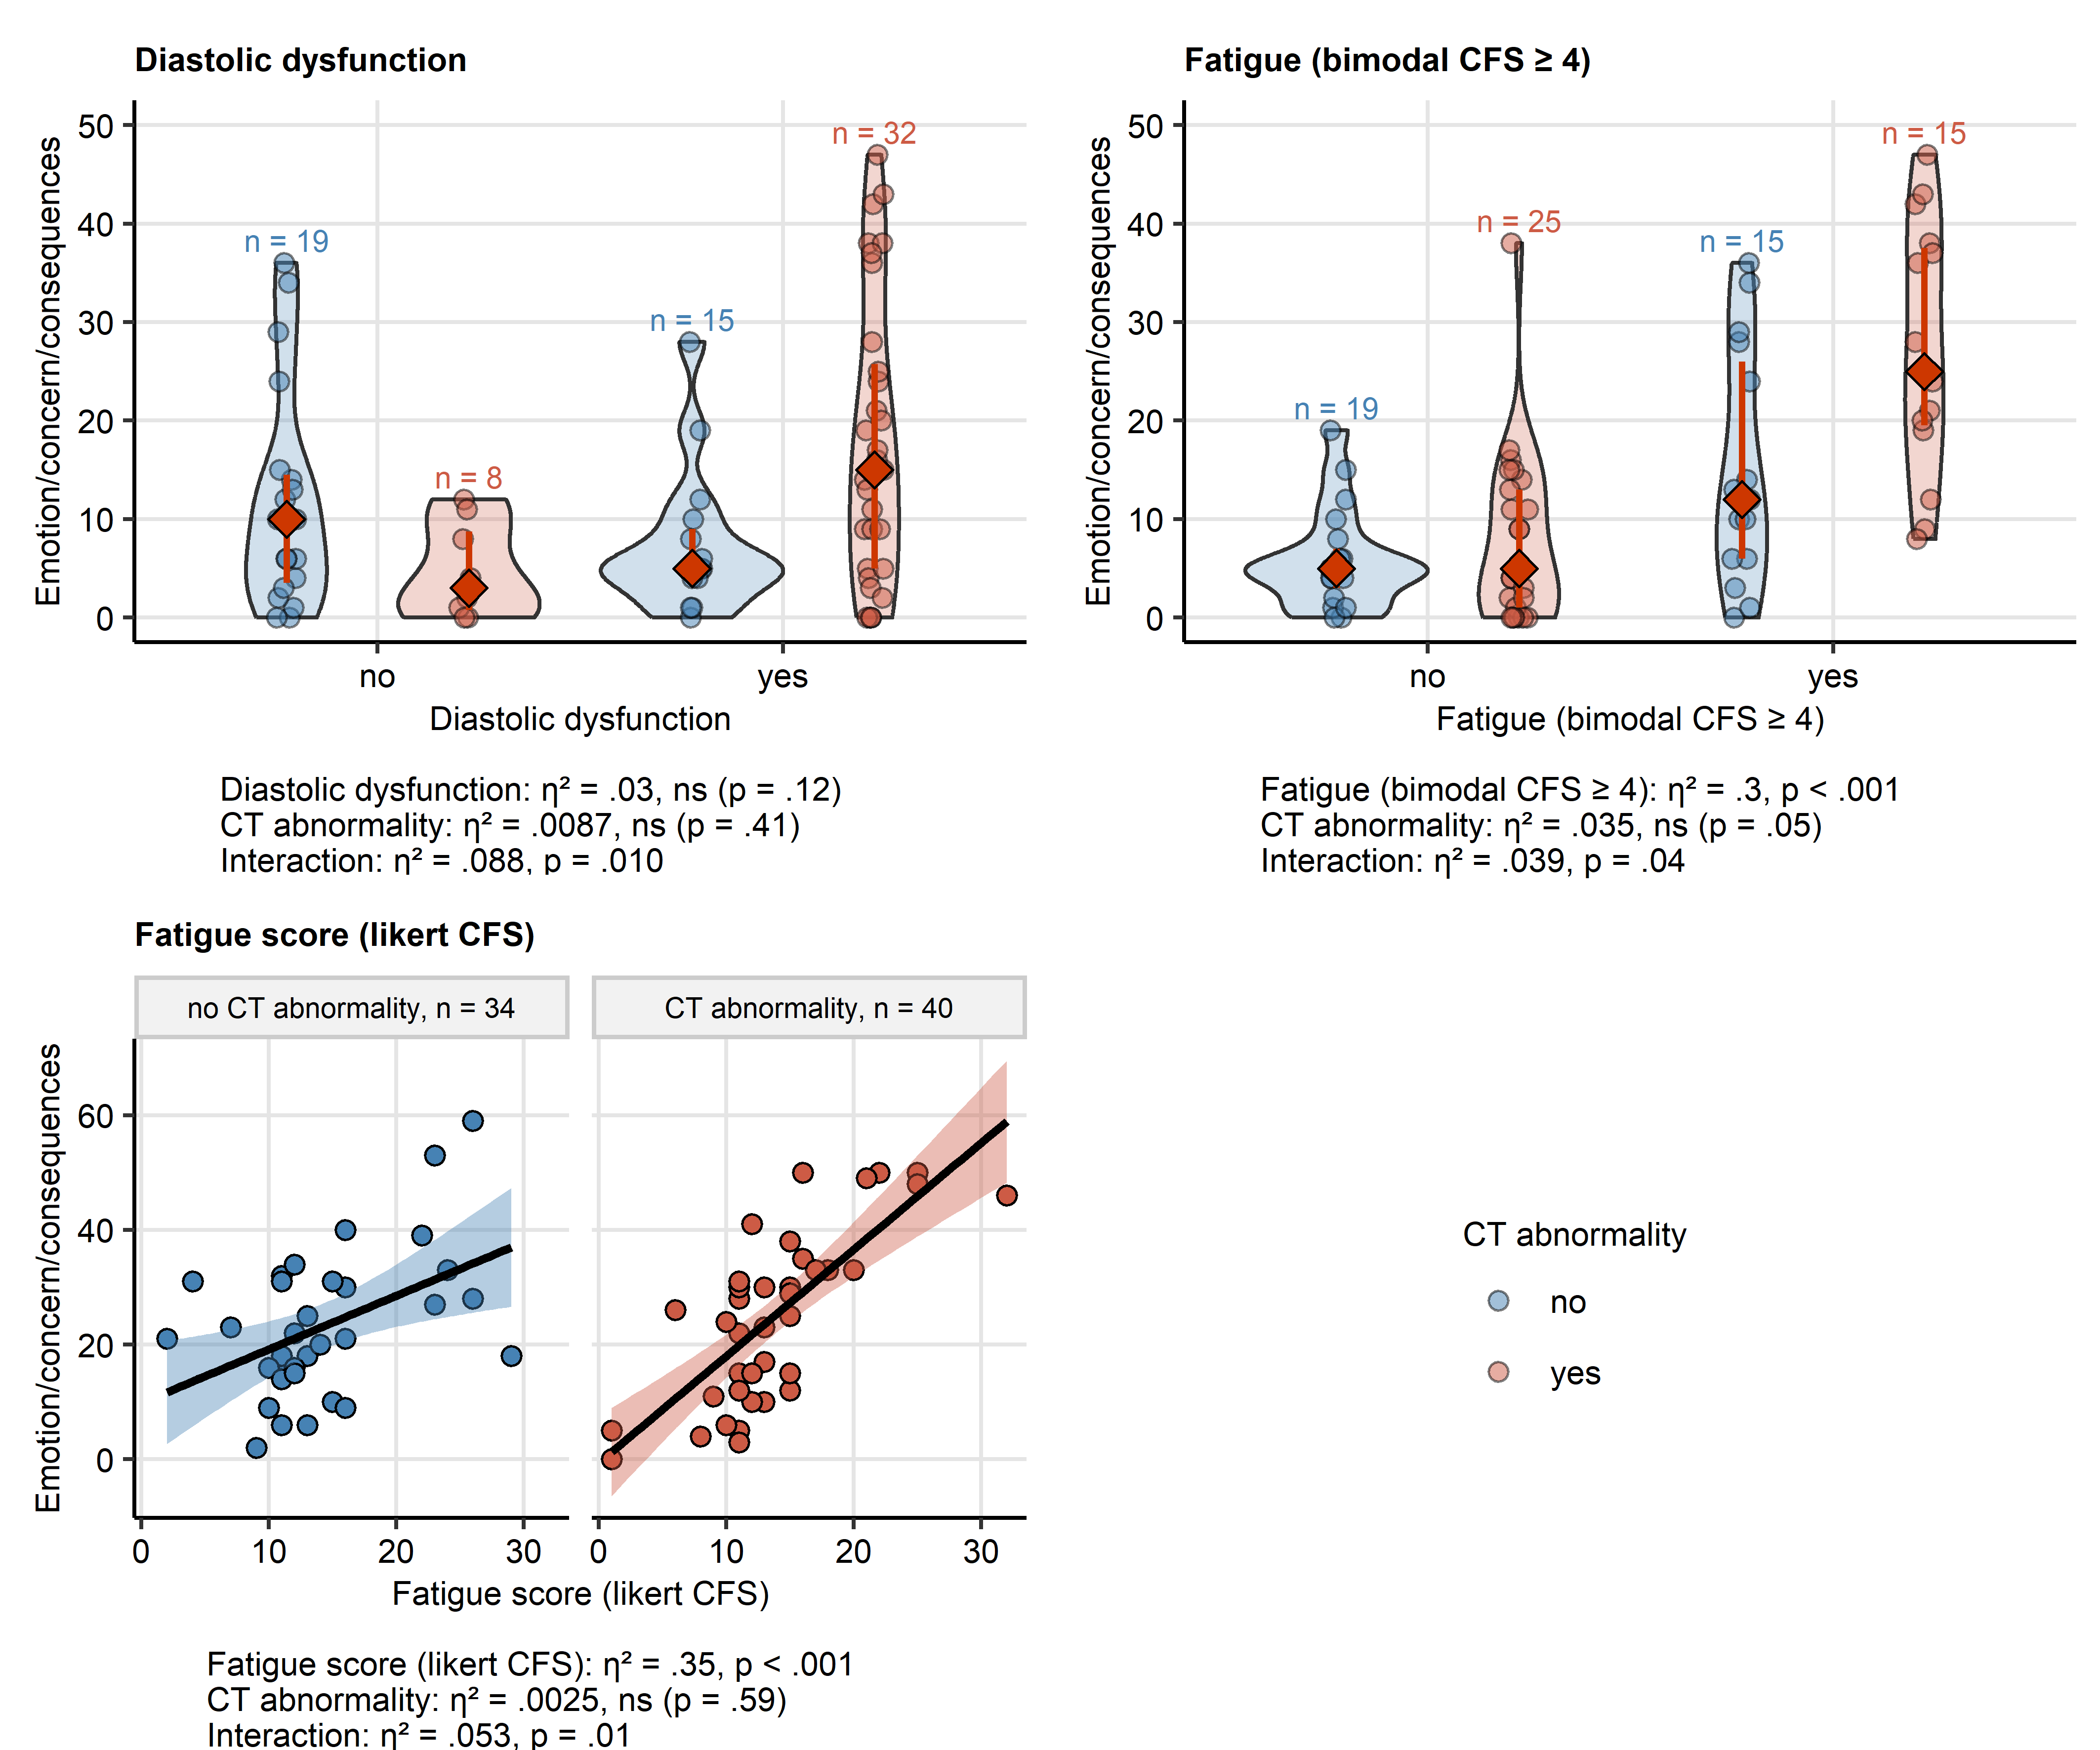 Diastolic dysfunction
Emotion/concern/consequences
50
40
30
20
10
0
n = 19
n = 8
n = 15
n = 32
no
yes
Diastolic dysfunction
Diastolic dysfunction: η² = .03, ns (p = .12)
CT abnormality: η² = .0087, ns (p = .41)
Interaction: η² = .088, p = .010
Fatigue (bimodal CFS ≥ 4)
Emotion/concern/consequences
50
40
30
20
10
0
n = 19
n = 25
n = 15
n = 15
no
yes
Fatigue (bimodal CFS ≥ 4)
Fatigue (bimodal CFS ≥ 4): η² = .3, p < .001
CT abnormality: η² = .035, ns (p = .05)
Interaction: η² = .039, p = .04
Fatigue score (likert CFS)
no CT abnormality, n = 34
CT abnormality, n = 40
Emotion/concern/consequences
60
40
20
0
0 10 20 30
0 10 20 30
Fatigue score (likert CFS)
Fatigue score (likert CFS): η² = .35, p < .001
CT abnormality: η² = .0025, ns (p = .59)
Interaction: η² = .053, p = .01
CT abnormality
no
yes